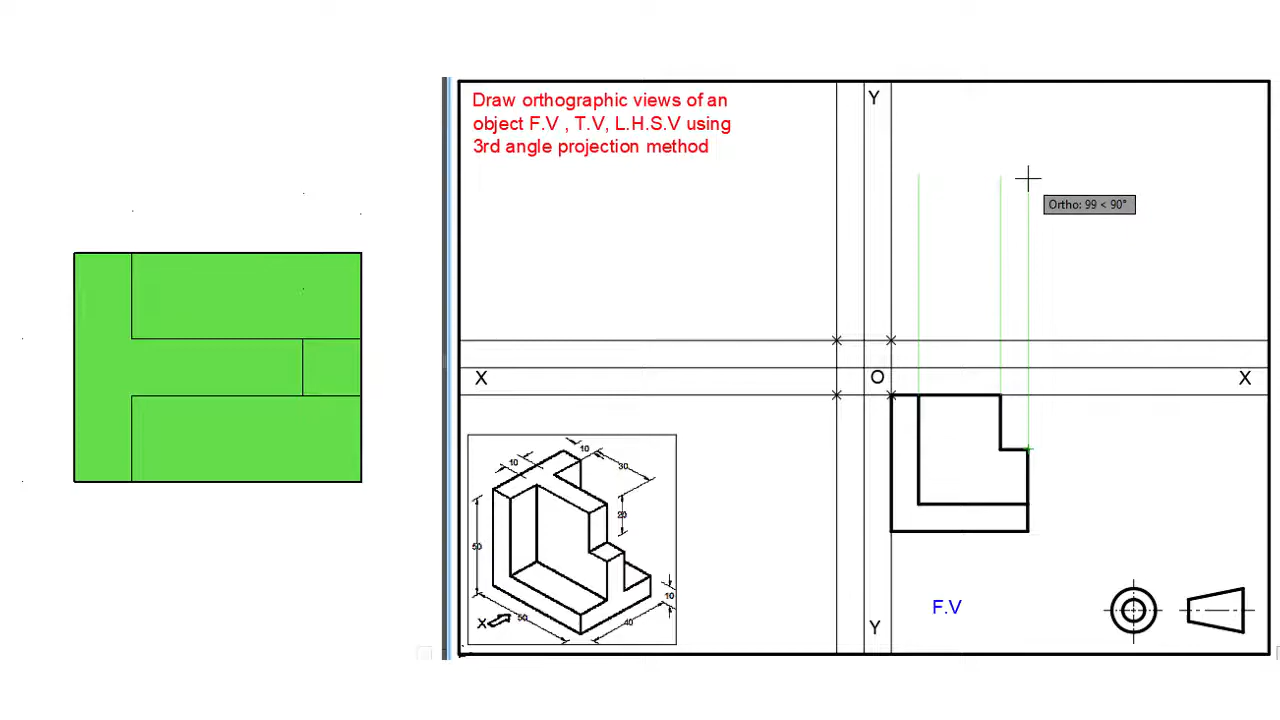 Draw orthographic views of an
object F.V , T.V, L.H.S.V using
3rd angle projection method
Y
Ortho: 99 < 90°
X
O
X
10
10
30
20
50
10
50
40
X
F.V
Y